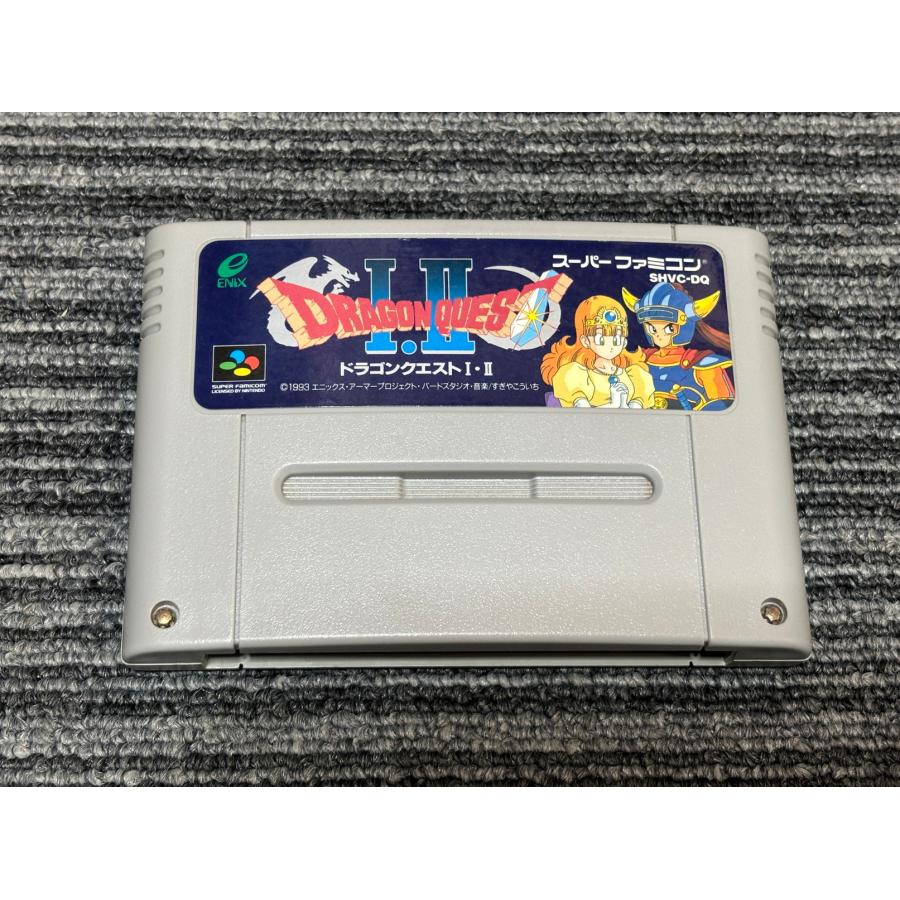 ENIX
I・II
DRAGON QUEST
ドラゴンクエストI・II
©1993 エニックス・アーマープロジェクト・バードスタジオ・音楽/すぎやこういち
スーパーファミコン®
SHVC-DQ
SUPER FAMICOM
LICENSED BY NINTENDO